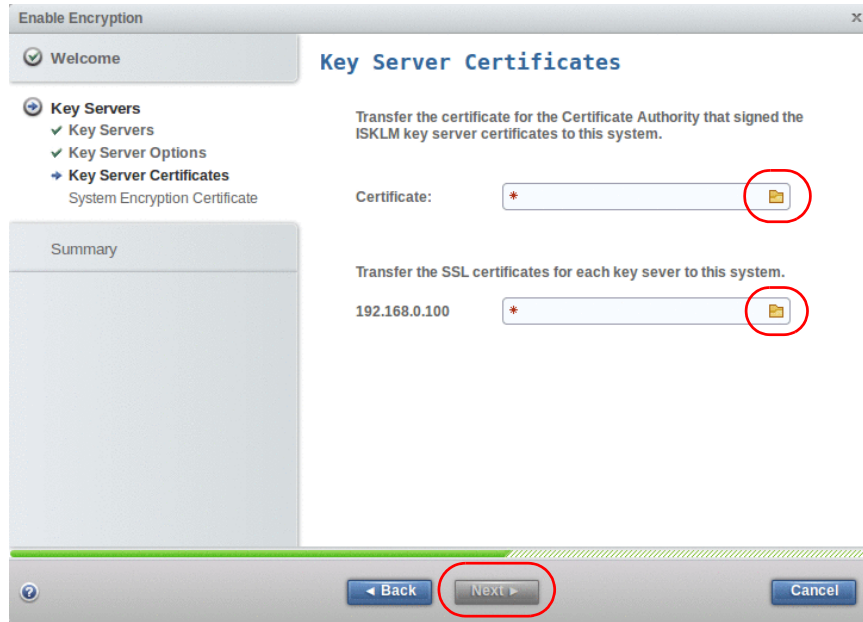 Enable Encryption x
Welcome
Key Servers
Key Servers
Key Server Options
Key Server Certificates
System Encryption Certificate
Summary
Key Server Certificates
Transfer the certificate for the Certificate Authority that signed the
ISKLM key server certificates to this system.
Certificate: *
Transfer the SSL certificates for each key sever to this system.
192.168.0.100 *
? ◄ Back Next ► Cancel